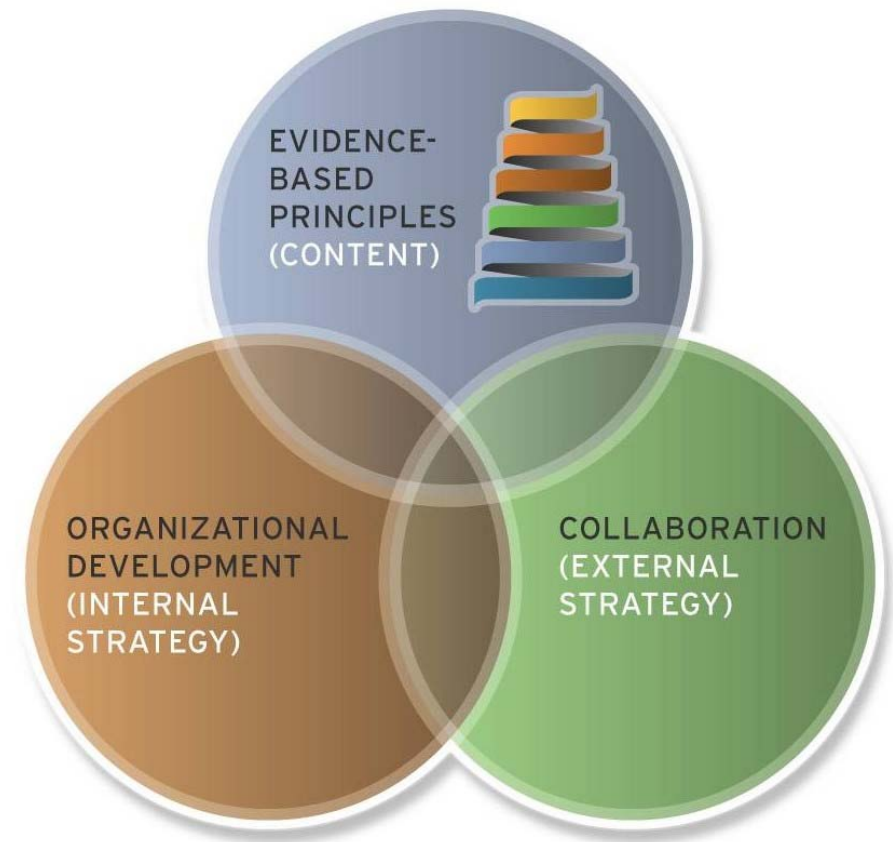 EVIDENCE-
BASED
PRINCIPLES
(CONTENT)
ORGANIZATIONAL
DEVELOPMENT
(INTERNAL
STRATEGY)
COLLABORATION
(EXTERNAL
STRATEGY)